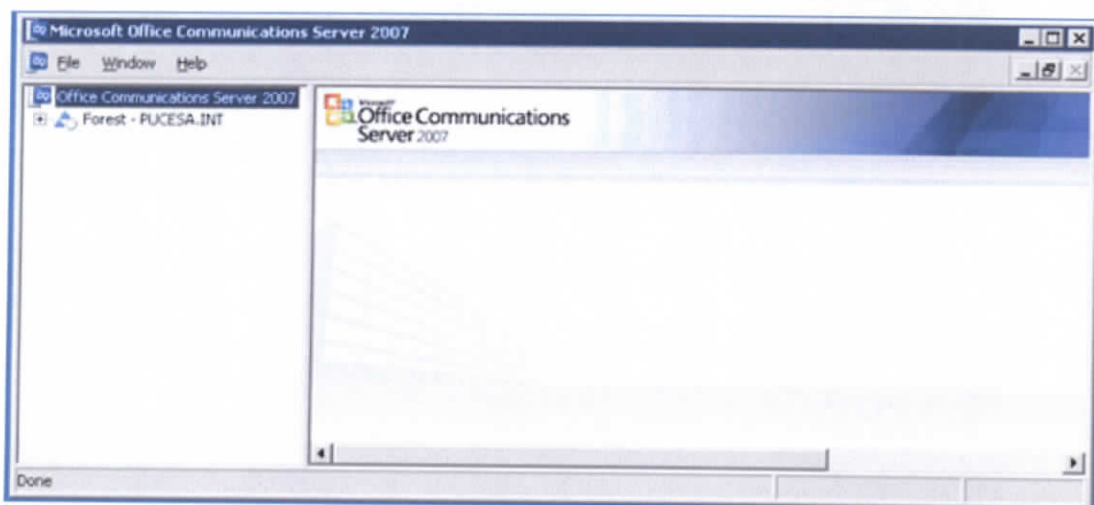 Microsoft Office Communications Server 2007
File Window Help
Office Communications Server 2007
Forest - PUCESA.INT
Microsoft
Office Communications
Server 2007
Done